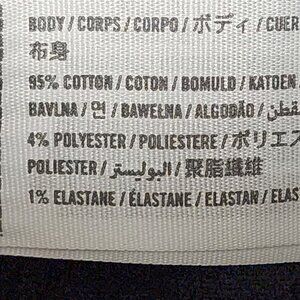 BODY / CORPS / CORPO / ボディ / CUER
布身
95% COTTON / COTON / BOMULD / KATOEN /
BAVLNA / 면 / BAWEŁNA / ALGODÃO / قطن
4% POLYESTER / POLIESTERE / ポリエス
POLIESTER / البوليستر / 聚脂纖維
1% ELASTANE / ÉLASTANE / ELASTAN / ELAS